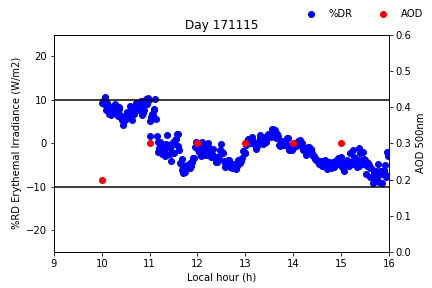 %DR AOD
Day 171115
%RD Erythemal Irradiance (W/m2)
20
10
0
−10
−20
0.6
0.5
0.4
0.3
0.2
0.1
0.0
AOD 500nm
9 10 11 12 13 14 15 16
Local hour (h)